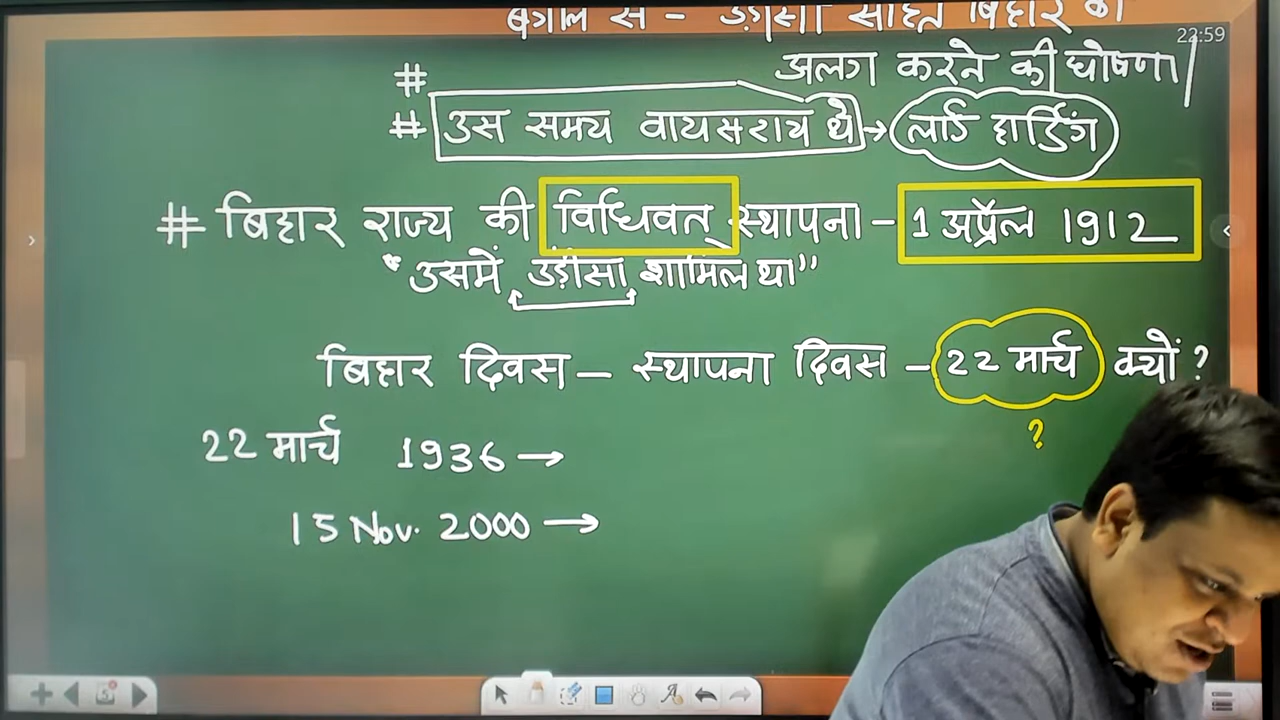 बंगाल से - उड़ीसा सहित बिहार को
22:59
# अलग करने की घोषणा|
# उस समय वायसराय थे → लार्ड हार्डिंग
# बिहार राज्य की विधिवत् स्थापना - 1 अप्रॅल 1912
"उसमें उड़ीसा शामिल था"
बिहार दिवस - स्थापना दिवस - 22 मार्च क्यों ?
?
22 मार्च 1936 →
15 Nov. 2000 →